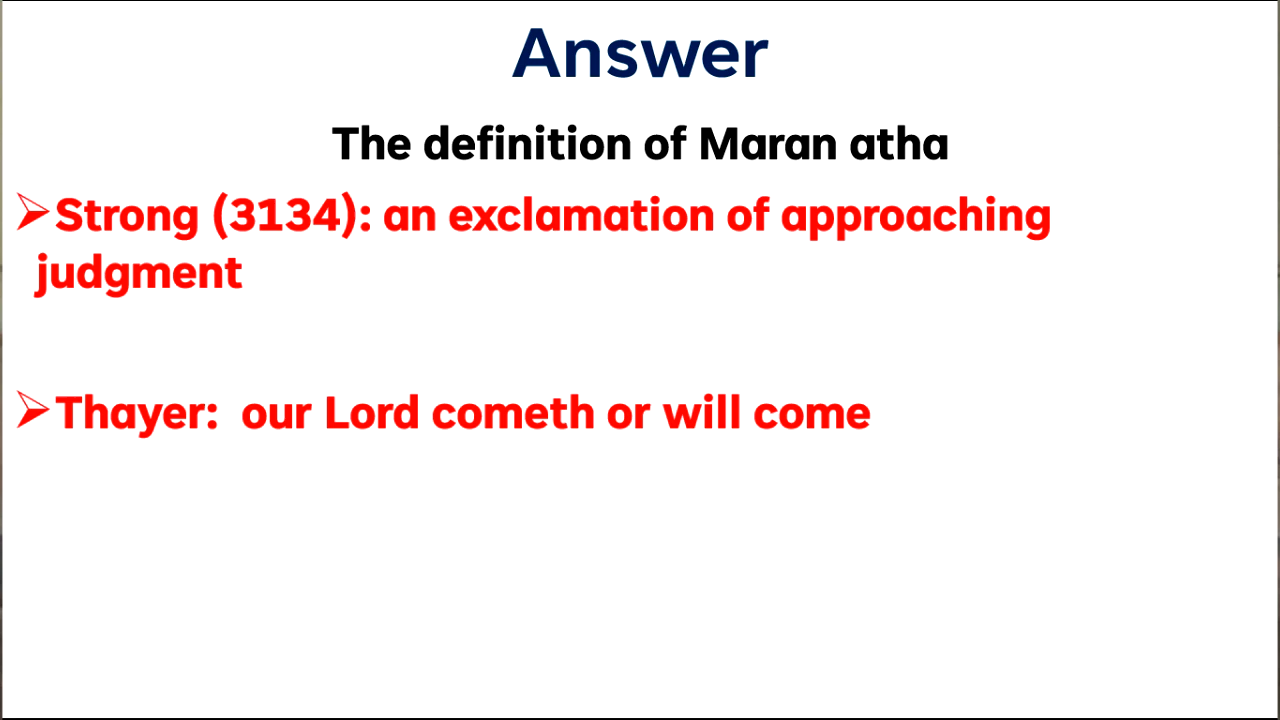 Answer
The definition of Maran atha
➢Strong (3134): an exclamation of approaching
judgment
➢Thayer:  our Lord cometh or will come